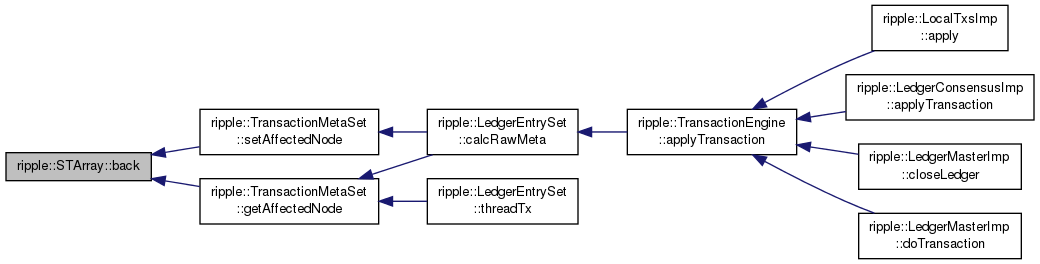 ripple::STArray::back
ripple::TransactionMetaSet
::setAffectedNode
ripple::TransactionMetaSet
::getAffectedNode
ripple::LedgerEntrySet
::calcRawMeta
ripple::LedgerEntrySet
::threadTx
ripple::TransactionEngine
::applyTransaction
ripple::LocalTxsImp
::apply
ripple::LedgerConsensusImp
::applyTransaction
ripple::LedgerMasterImp
::closeLedger
ripple::LedgerMasterImp
::doTransaction